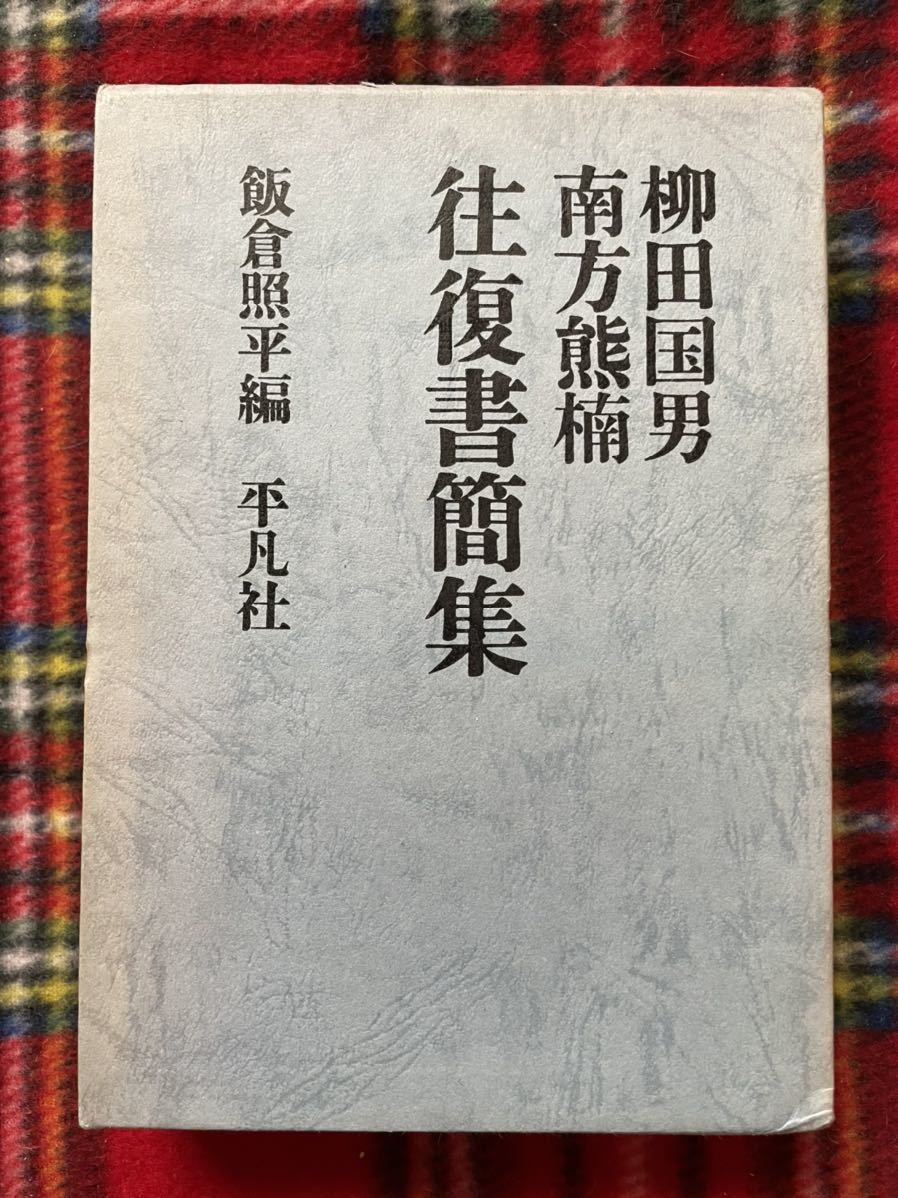 柳田国男
南方熊楠
往復書簡集
飯倉照平編　平凡社